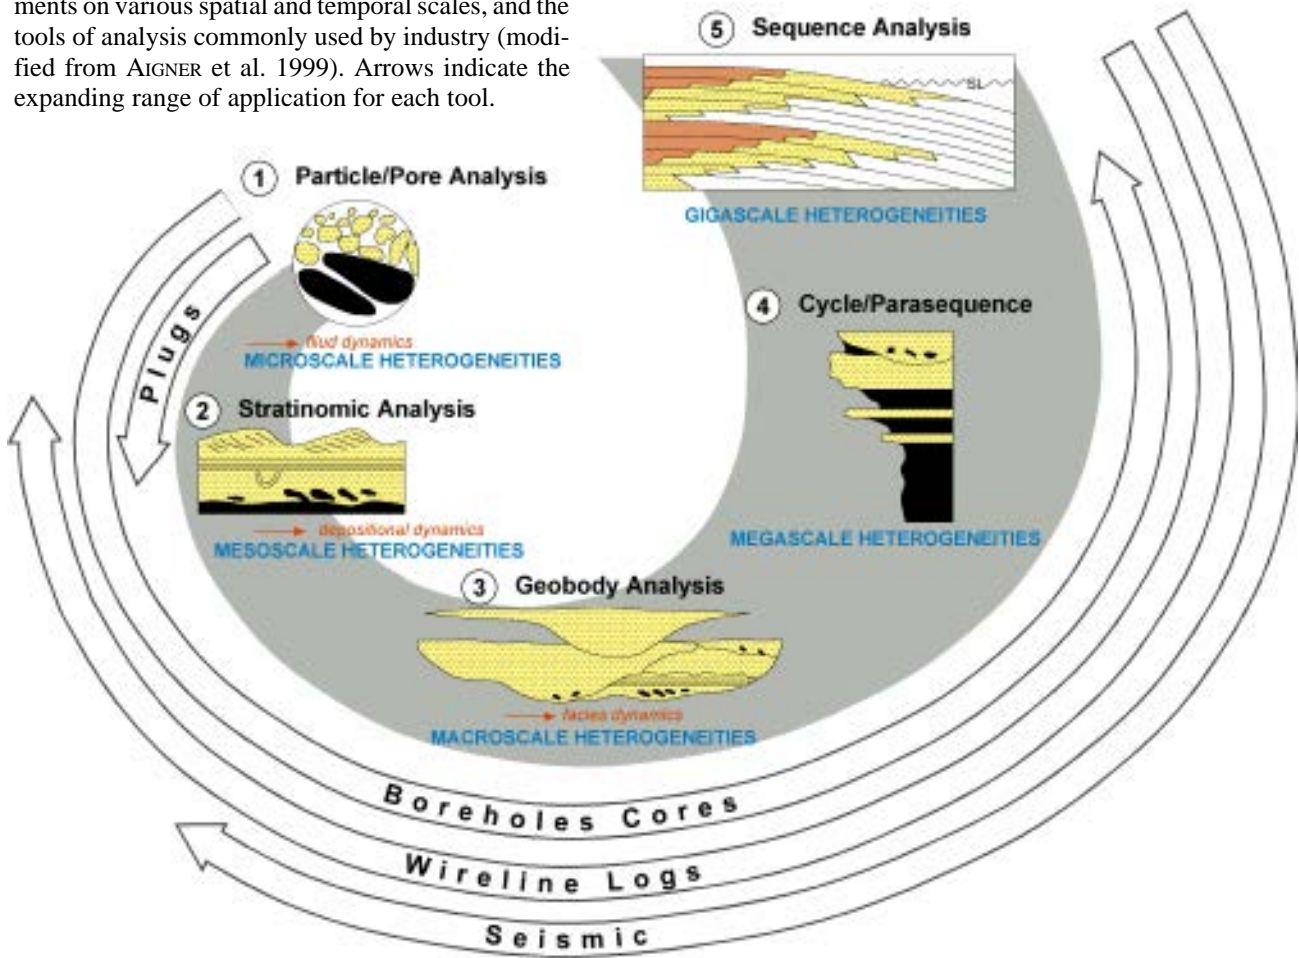 ments on various spatial and temporal scales, and the
tools of analysis commonly used by industry (modi-
fied from AIGNER et al. 1999). Arrows indicate the
expanding range of application for each tool.
5 Sequence Analysis
SL
GIGASCALE HETEROGENEITIES
1 Particle/Pore Analysis
fliud dynamics
MICROSCALE HETEROGENEITIES
Plugs
2 Stratinomic Analysis
depositional dynamics
MESOSCALE HETEROGENEITIES
3 Geobody Analysis
facies dynamics
MACROSCALE HETEROGENEITIES
4 Cycle/Parasequence
MEGASCALE HETEROGENEITIES
Boreholes Cores
Wireline Logs
Seismic